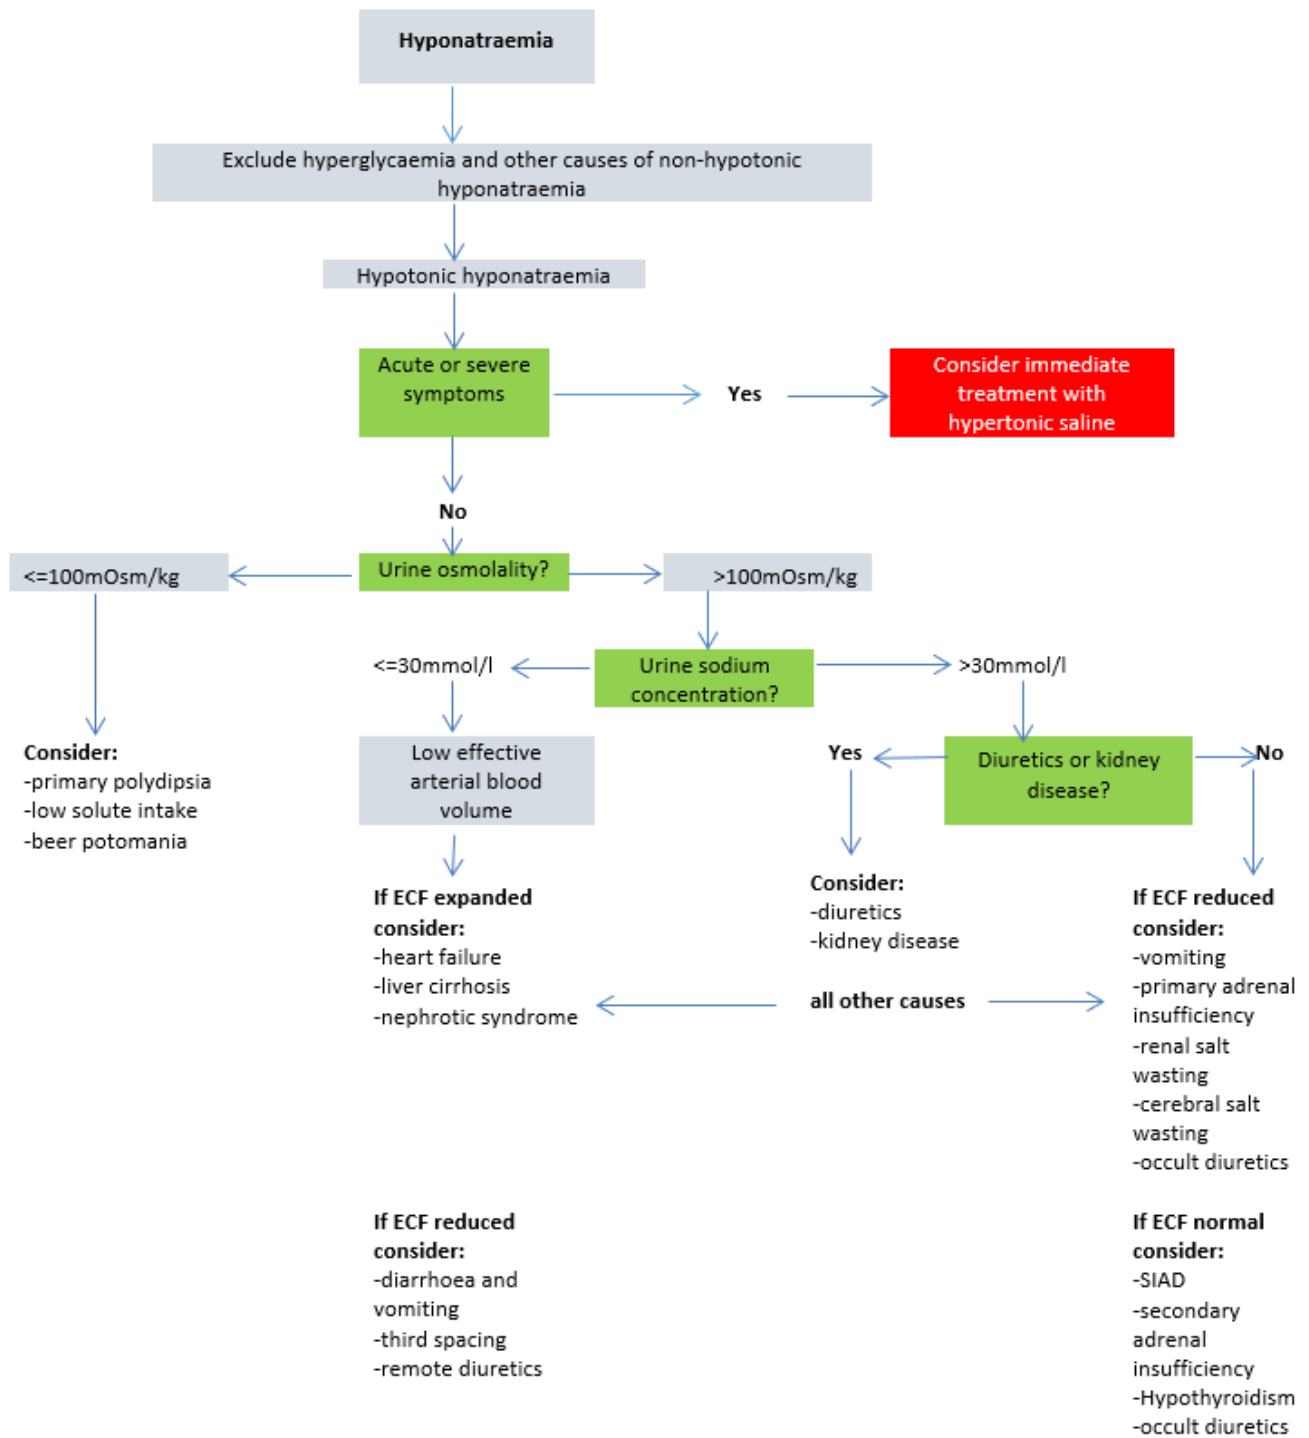 Hyponatraemia
Exclude hyperglycaemia and other causes of non-hypotonic
hyponatraemia
Hypotonic hyponatraemia
Acute or severe
symptoms
Yes
Consider immediate
treatment with
hypertonic saline
No
<=100mOsm/kg
Urine osmolality?
>100mOsm/kg
<=30mmol/l
Urine sodium
concentration?
>30mmol/l
Consider:
-primary polydipsia
-low solute intake
-beer potomania
Low effective
arterial blood
volume
Yes
Diuretics or kidney
disease?
No
If ECF expanded
consider:
-heart failure
-liver cirrhosis
-nephrotic syndrome
Consider:
-diuretics
-kidney disease
all other causes
If ECF reduced
consider:
-vomiting
-primary adrenal
insufficiency
-renal salt
wasting
-cerebral salt
wasting
-occult diuretics
If ECF reduced
consider:
-diarrhoea and
vomiting
-third spacing
-remote diuretics
If ECF normal
consider:
-SIAD
-secondary
adrenal
insufficiency
-Hypothyroidism
-occult diuretics